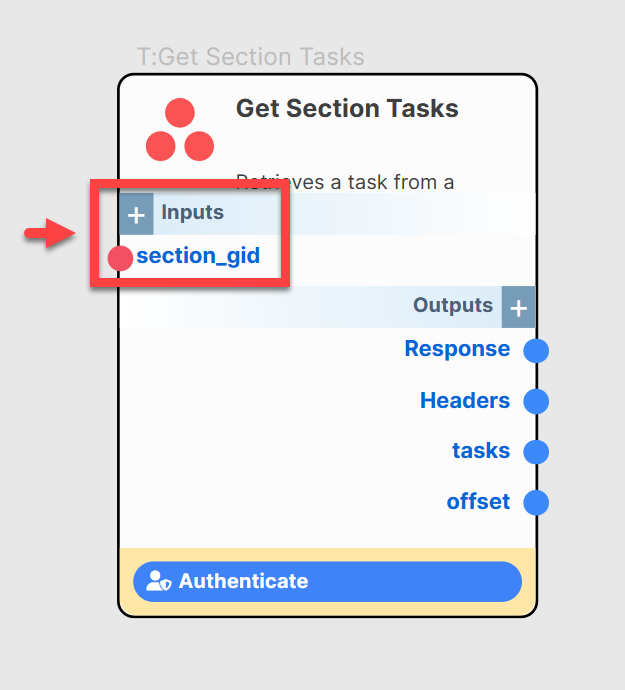 T:Get Section Tasks
Get Section Tasks
Retrieves a task from a
+ Inputs
section_gid
Outputs +
Response
Headers
tasks
offset
Authenticate